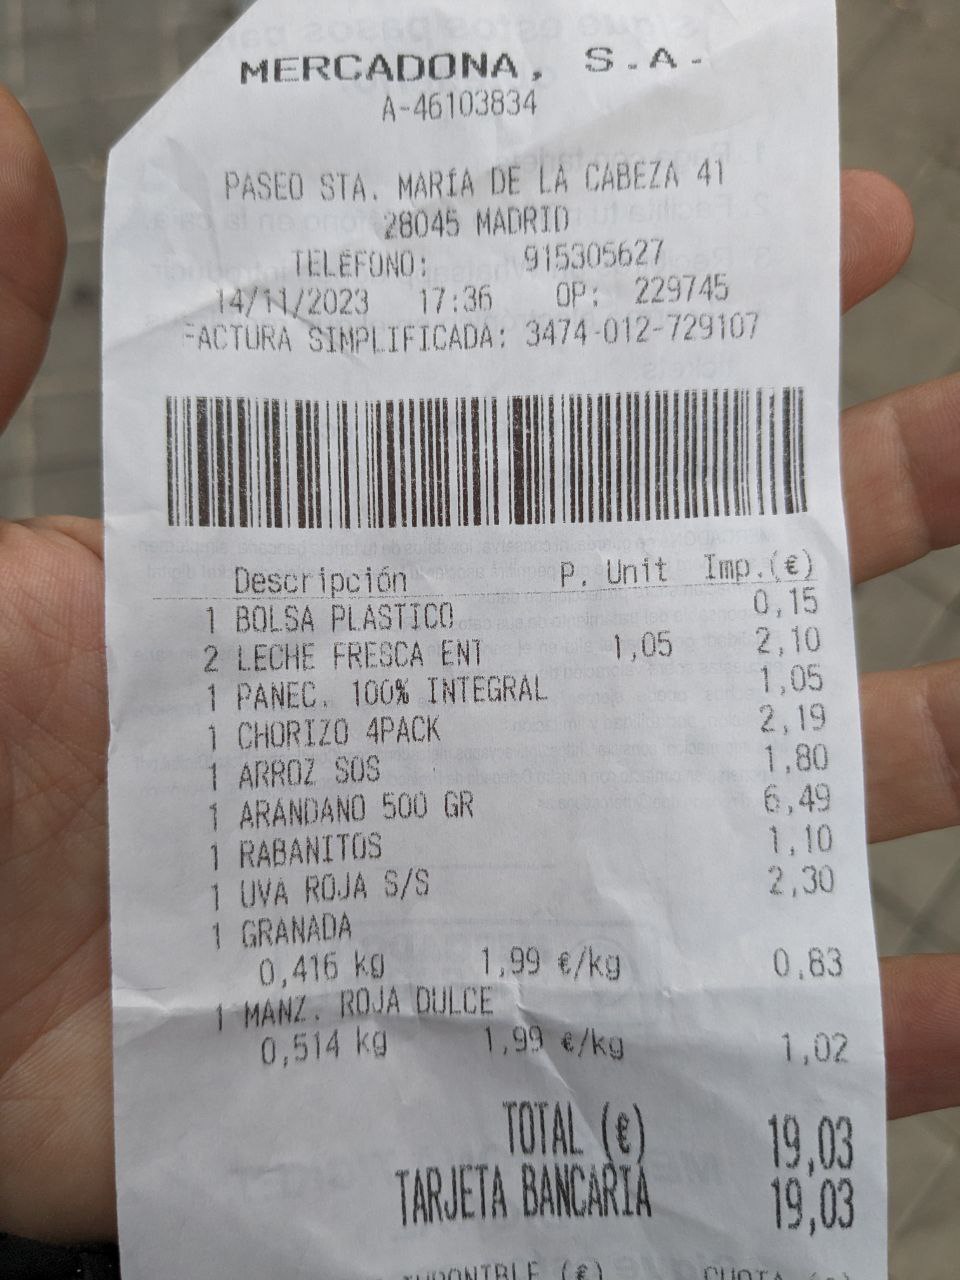 MERCADONA, S.A.
A-46103834
PASEO STA. MARÍA DE LA CABEZA 41
28045 MADRID
TELÉFONO: 915305627
14/11/2023 17:36 OP: 229745
FACTURA SIMPLIFICADA: 3474-012-729107
Descripción P. Unit Imp.(€)
1 BOLSA PLASTICO 0,15
2 LECHE FRESCA ENT 1,05 2,10
1 PANEC. 100% INTEGRAL 1,05
1 CHORIZO 4PACK 2,19
1 ARROZ SOS 1,80
1 ARANDANO 500 GR 6,49
1 RABANITOS 1,10
1 UVA ROJA S/S 2,30
1 GRANADA
0,416 kg 1,99 €/kg 0,83
1 MANZ. ROJA DULCE
0,514 kg 1,99 €/kg 1,02
TOTAL (€) 19,03
TARJETA BANCARIA 19,03